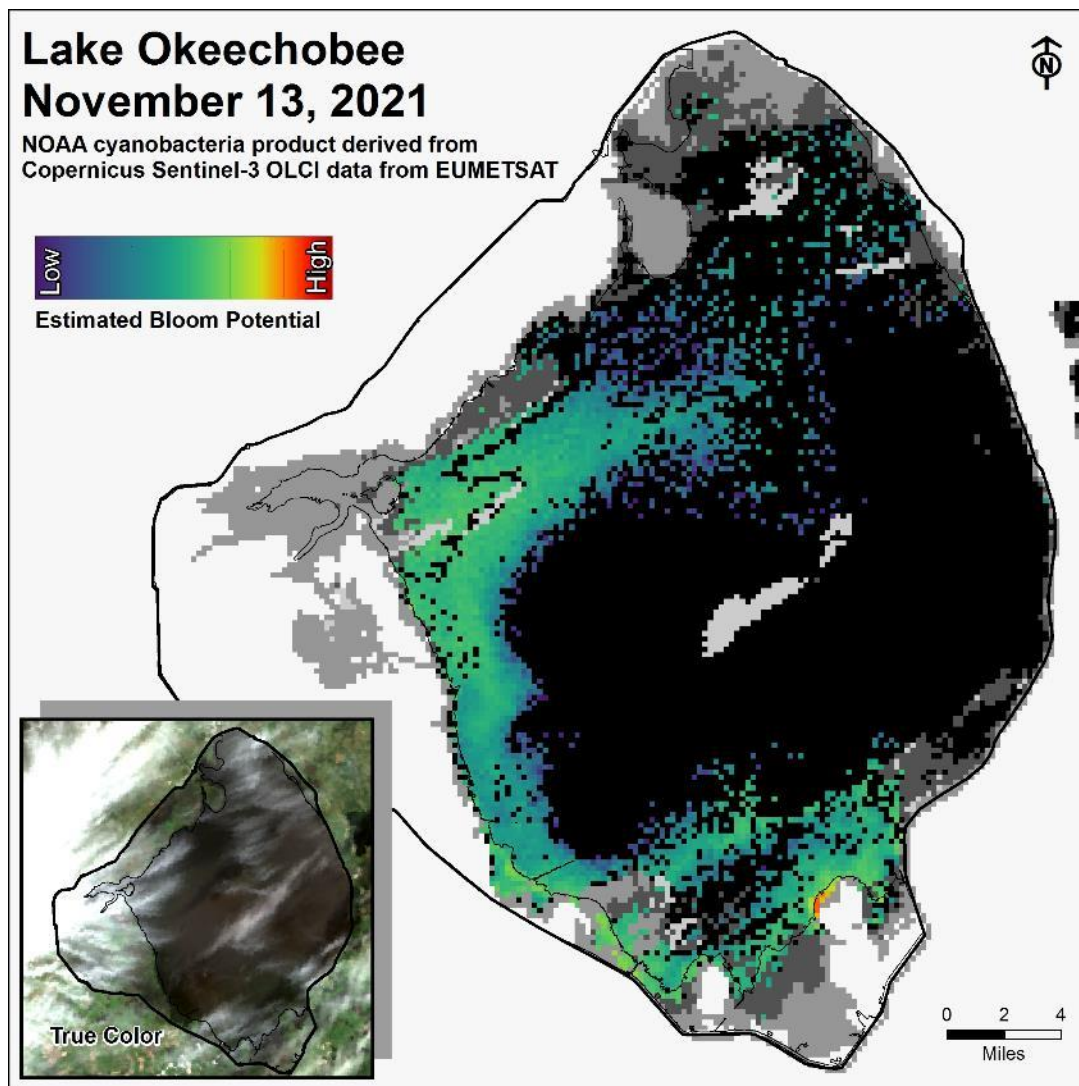 Lake Okeechobee
November 13, 2021
NOAA cyanobacteria product derived from
Copernicus Sentinel-3 OLCI data from EUMETSAT
N
Low
High
Estimated Bloom Potential
True Color
0 2 4
Miles